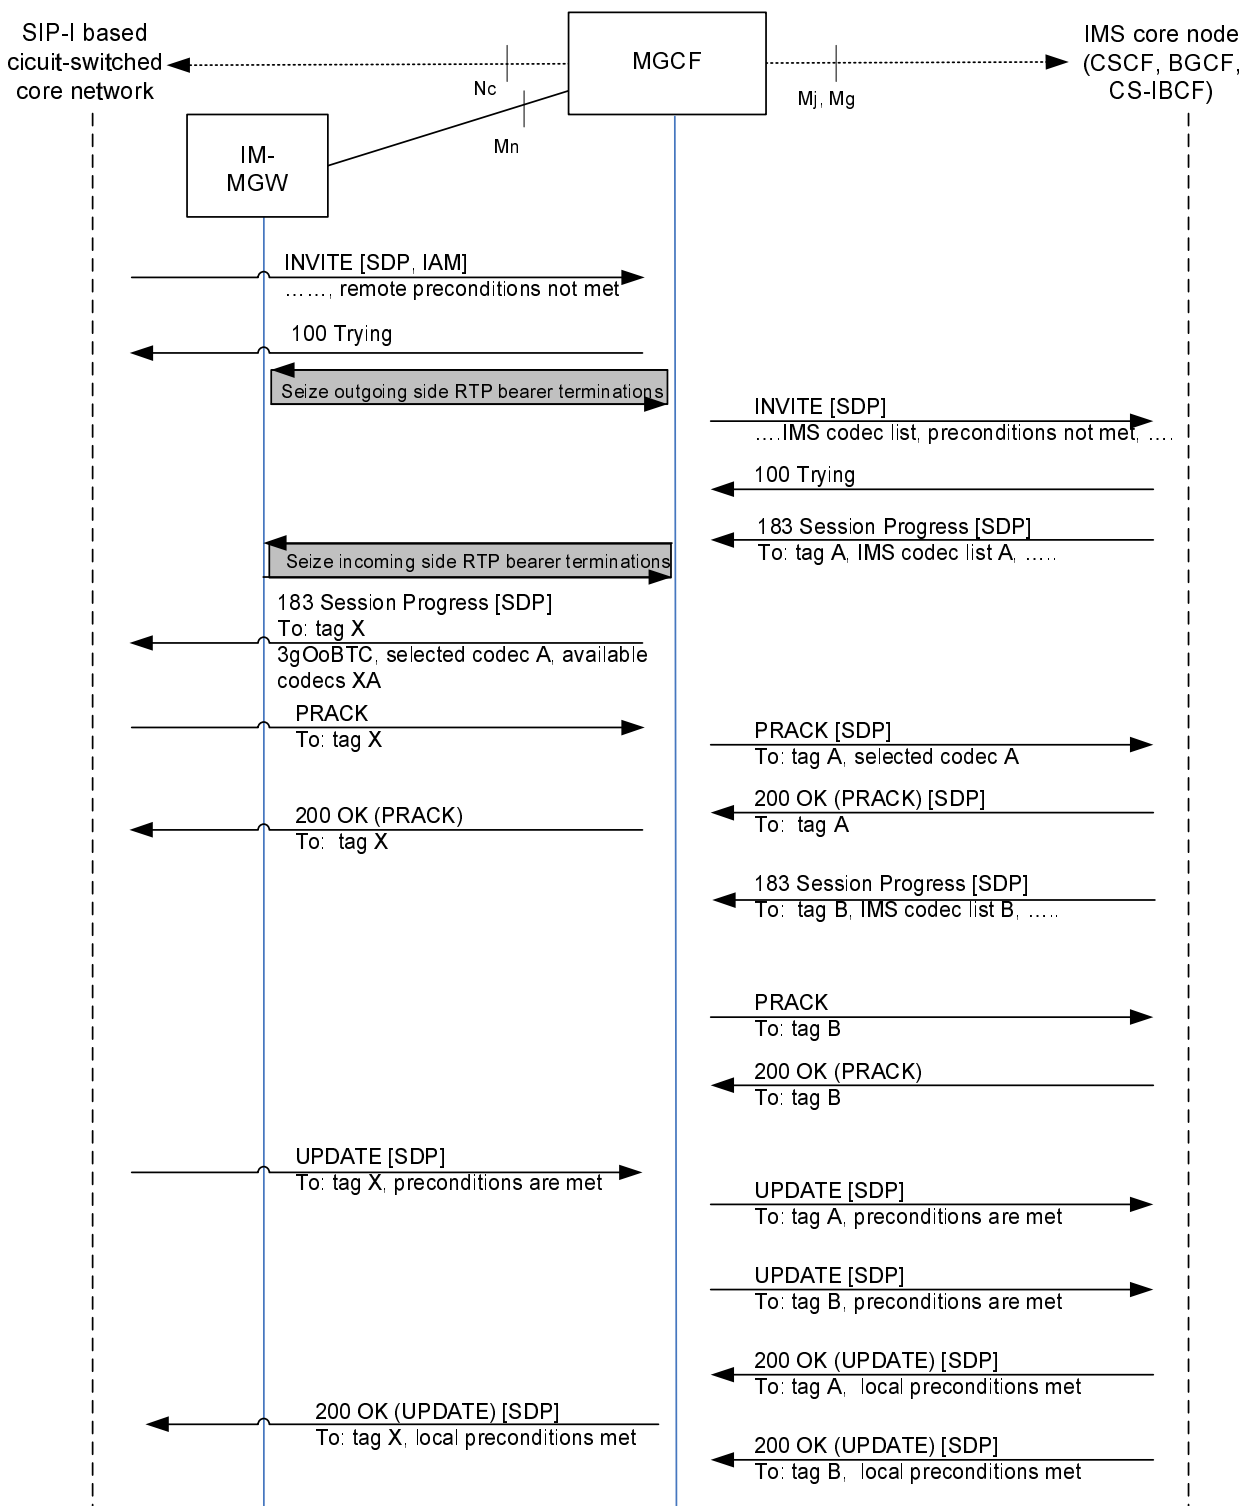 SIP-I based
cicuit-switched
core network
MGCF
IMS core node
(CSCF, BGCF,
CS-IBCF)
Nc
Mj, Mg
Mn
IM-
MGW
INVITE [SDP, IAM]
……, remote preconditions not met
100 Trying
Seize outgoing side RTP bearer terminations
INVITE [SDP]
….IMS codec list, preconditions not met, ….
100 Trying
183 Session Progress [SDP]
To: tag A, IMS codec list A, …..
Seize incoming side RTP bearer terminations
183 Session Progress [SDP]
To: tag X
3gOoBTC, selected codec A, available
codecs XA
PRACK
To: tag X
PRACK [SDP]
To: tag A, selected codec A
200 OK (PRACK) [SDP]
To: tag A
200 OK (PRACK)
To: tag X
183 Session Progress [SDP]
To: tag B, IMS codec list B, …..
PRACK
To: tag B
200 OK (PRACK)
To: tag B
UPDATE [SDP]
To: tag X, preconditions are met
UPDATE [SDP]
To: tag A, preconditions are met
UPDATE [SDP]
To: tag B, preconditions are met
200 OK (UPDATE) [SDP]
To: tag A, local preconditions met
200 OK (UPDATE) [SDP]
To: tag X, local preconditions met
200 OK (UPDATE) [SDP]
To: tag B, local preconditions met